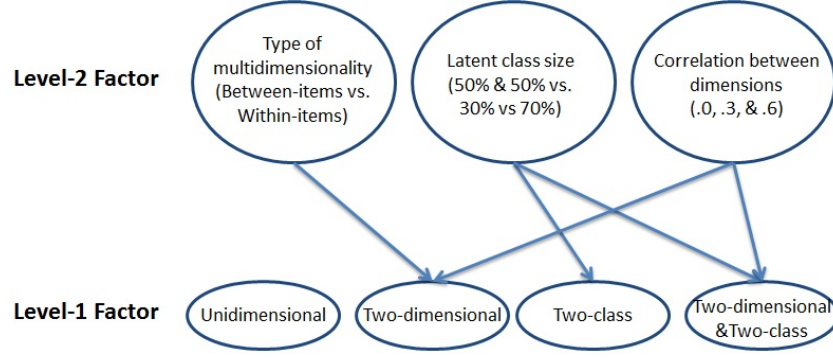 Level-2 Factor
Type of
multidimensionality
(Between-items vs.
Within-items)
Latent class size
(50% & 50% vs.
30% vs 70%)
Correlation between
dimensions
(.0, .3, & .6)
Level-1 Factor
Unidimensional
Two-dimensional
Two-class
Two-dimensional
&Two-class